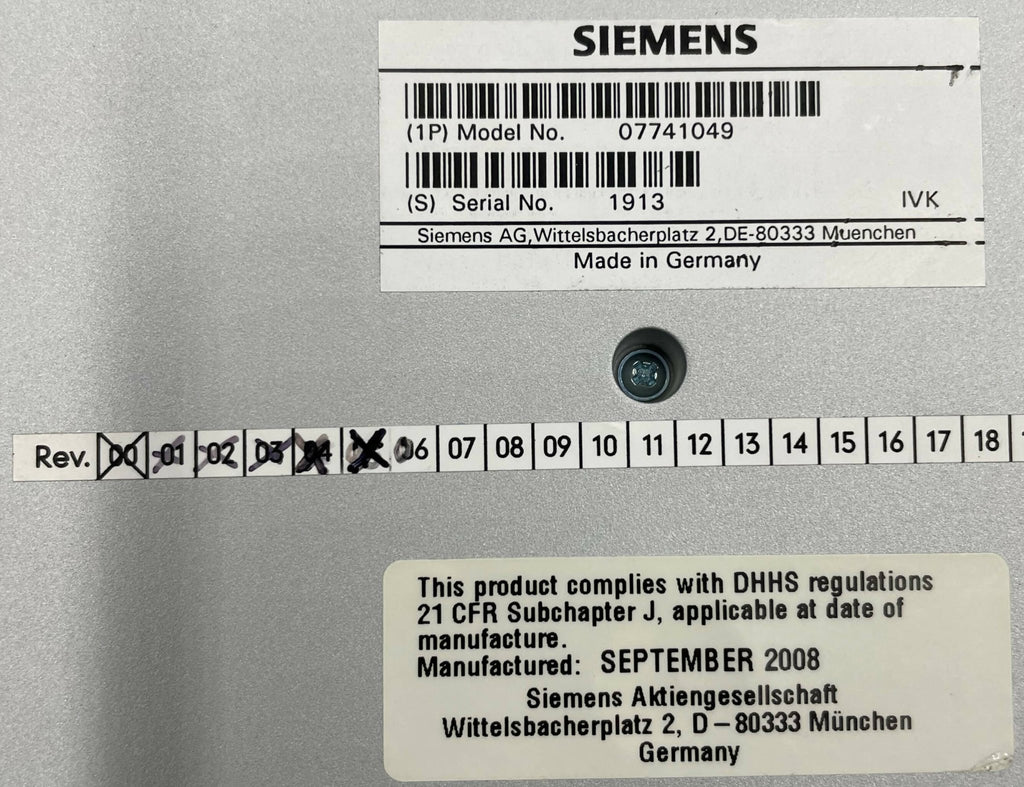 SIEMENS
(1P) Model No. 07741049
(S) Serial No. 1913 IVK
Siemens AG,Wittelsbacherplatz 2,DE-80333 Muenchen
Made in Germany
Rev. 00 01 02 03 04 05 06 07 08 09 10 11 12 13 14 15 16 17 18
This product complies with DHHS regulations
21 CFR Subchapter J, applicable at date of
manufacture.
Manufactured: SEPTEMBER 2008
Siemens Aktiengesellschaft
Wittelsbacherplatz 2, D – 80333 München
Germany